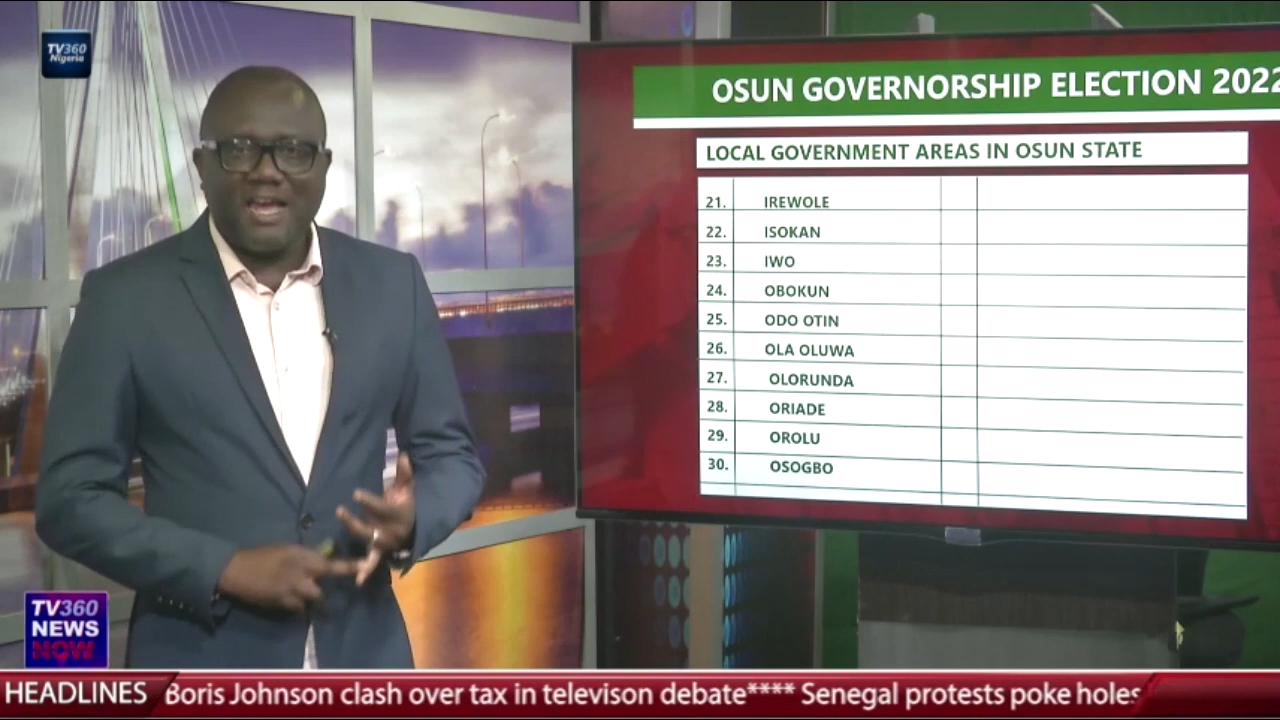 TV360
Nigeria
OSUN GOVERNORSHIP ELECTION 2022
LOCAL GOVERNMENT AREAS IN OSUN STATE
21. IREWOLE
22. ISOKAN
23. IWO
24. OBOKUN
25. ODO OTIN
26. OLA OLUWA
27. OLORUNDA
28. ORIADE
29. OROLU
30. OSOGBO
TV360
NEWS
NOW
HEADLINES Boris Johnson clash over tax in televison debate**** Senegal protests poke holes